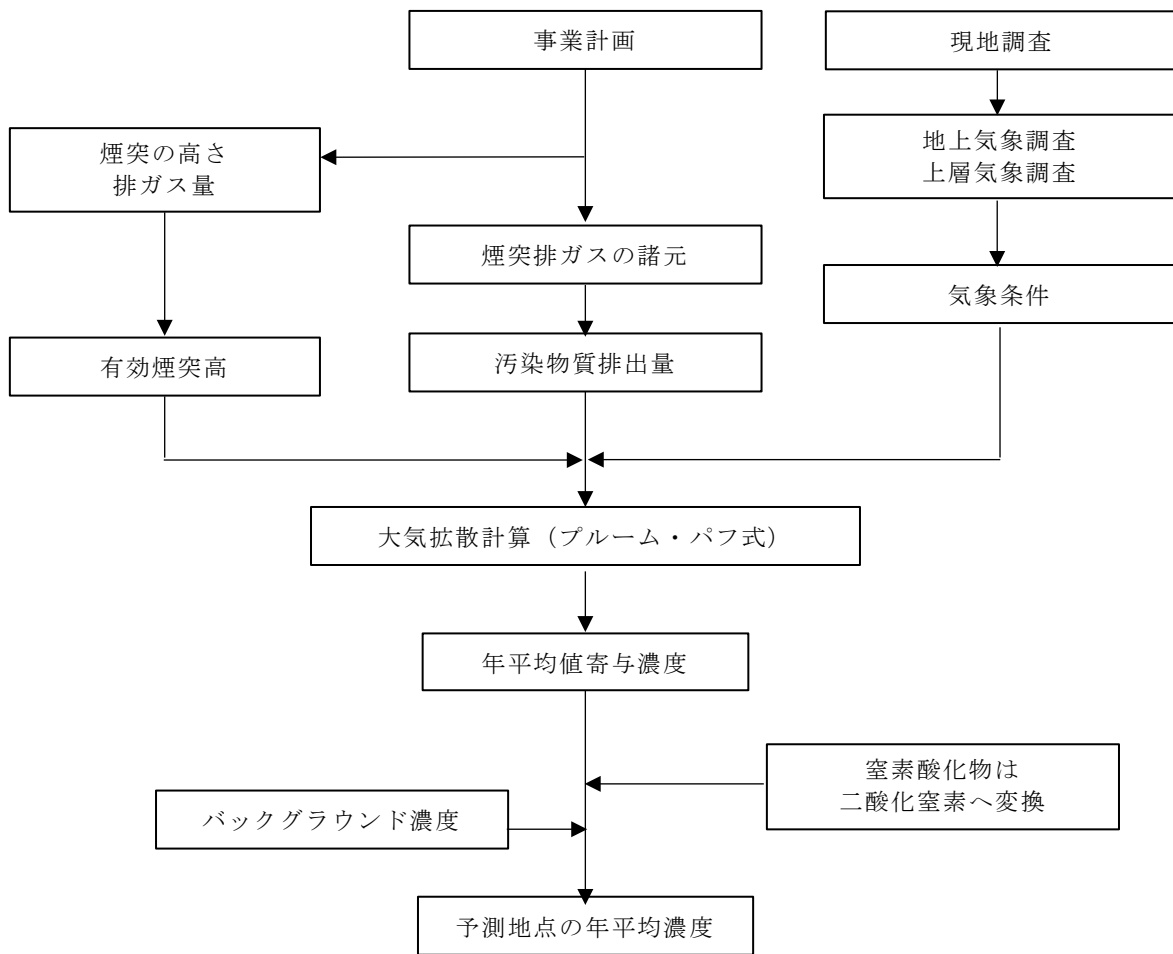 事業計画
現地調査
煙突の高さ
排ガス量
地上気象調査
上層気象調査
煙突排ガスの諸元
気象条件
有効煙突高
汚染物質排出量
大気拡散計算（プルーム・パフ式）
年平均値寄与濃度
窒素酸化物は
二酸化窒素へ変換
バックグラウンド濃度
予測地点の年平均濃度